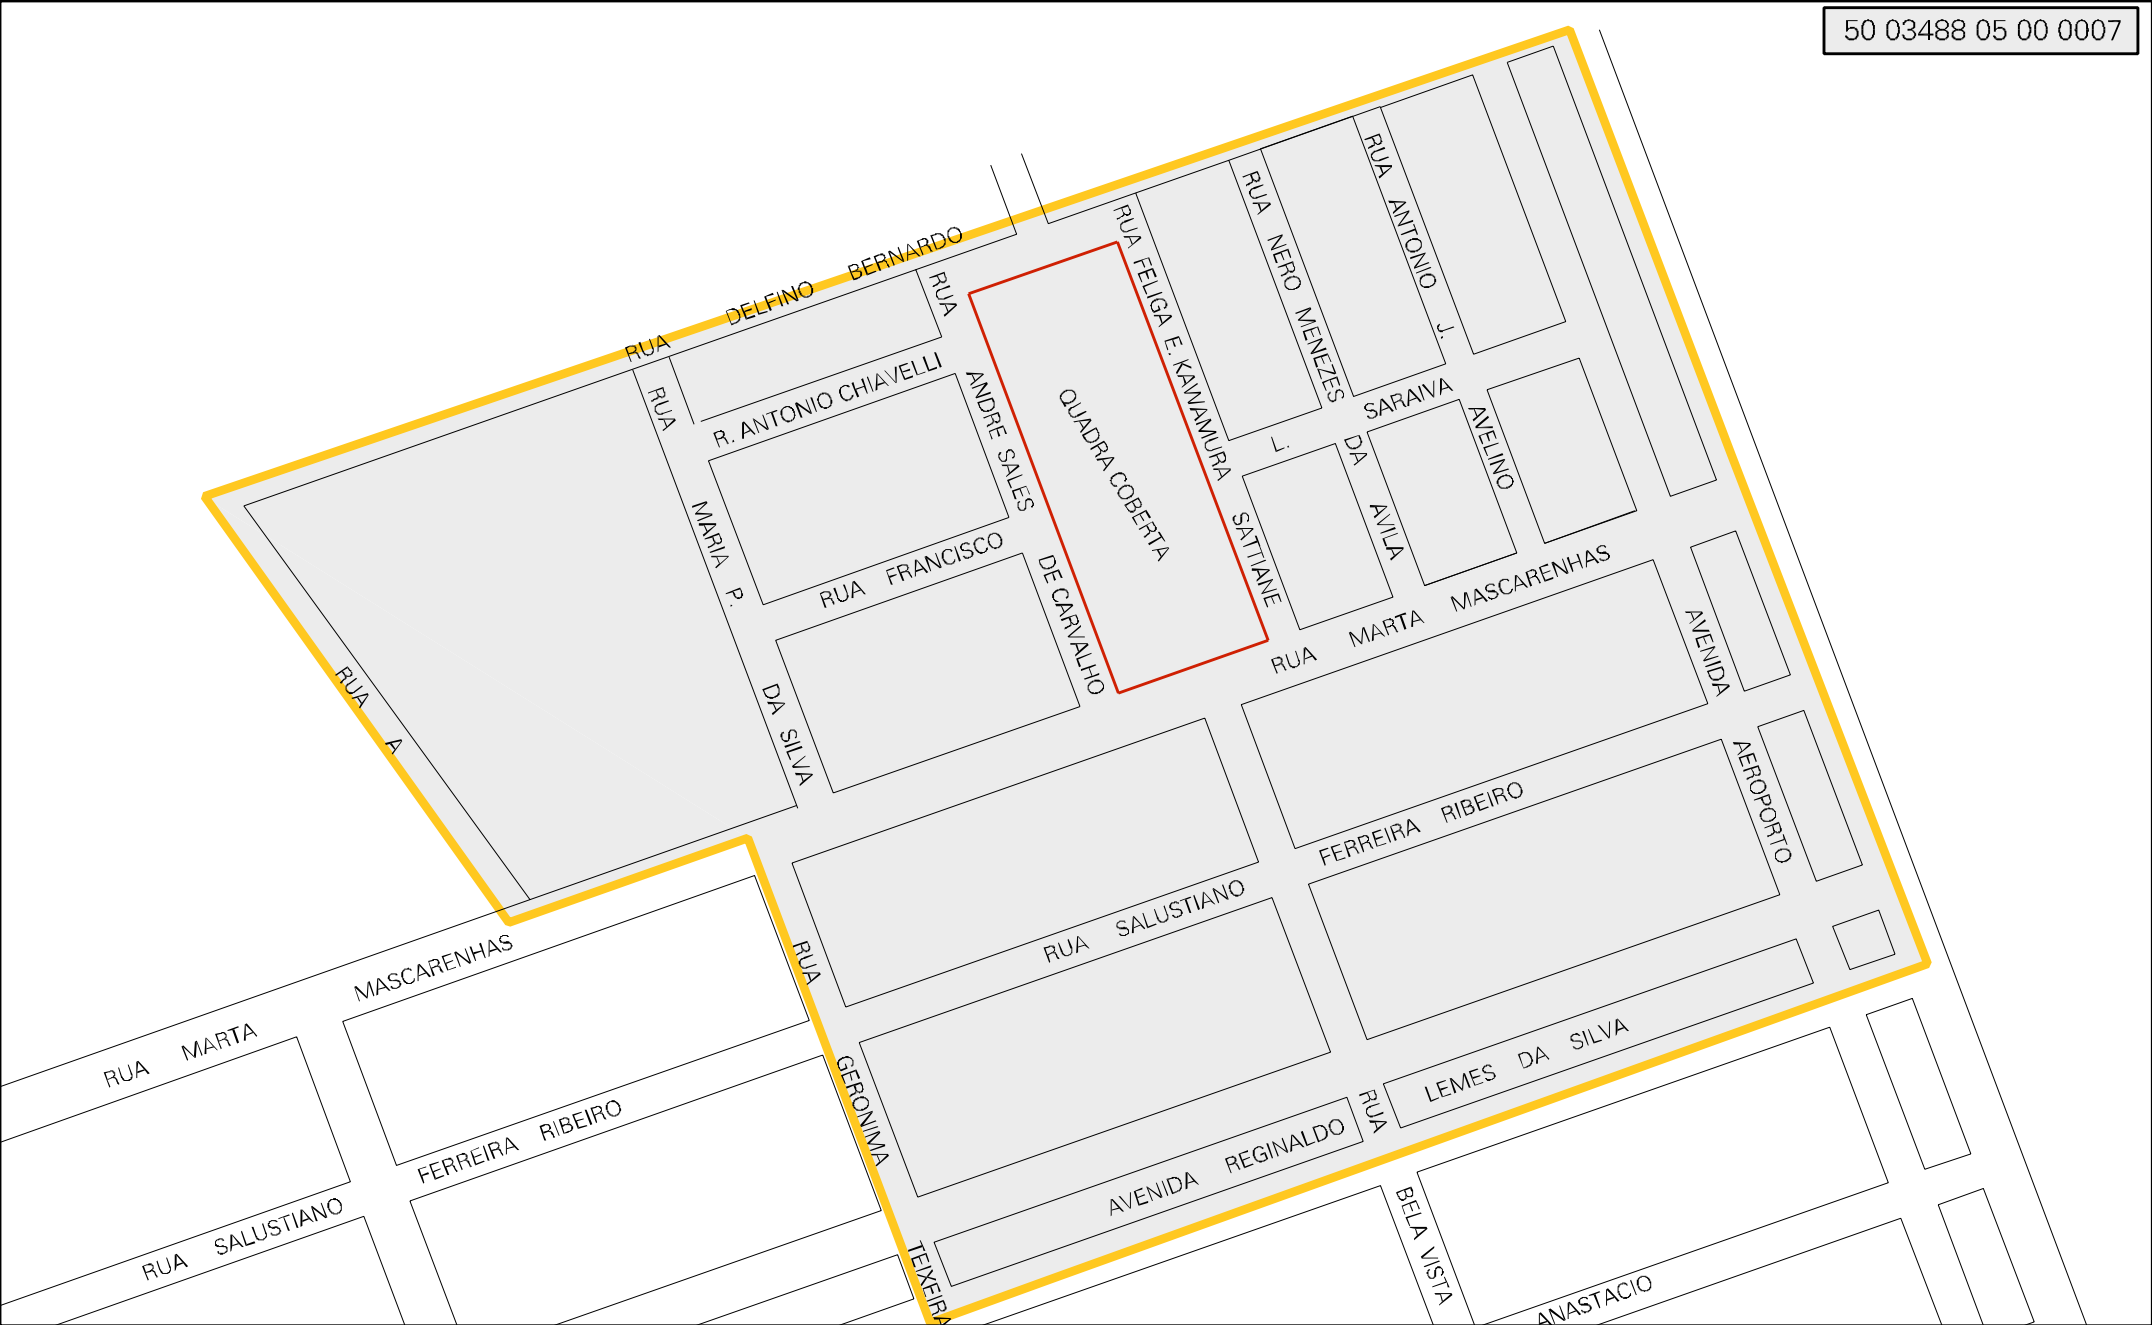 50 03488 05 00 0007
RUA DELFINO BERNARDO
RUA ANTONIO J. AVELINO
RUA NERO MENEZES DA AVILA
RUA FELIGA E. KAWAMURA SATTIANE
RUA ANDRE SALES DE CARVALHO
R. ANTONIO CHIAVELLI
RUA MARIA P. DA SILVA
QUADRA COBERTA
RUA FRANCISCO
L. SARAIVA
RUA MARTA MASCARENHAS
RUA A
AVENIDA AEROPORTO
RUA SALUSTIANO FERREIRA RIBEIRO
RUA GERONIMA TEIXEIRA
AVENIDA REGINALDO LEMES DA SILVA
RUA BELA VISTA
RUA MARTA MASCARENHAS
RUA SALUSTIANO FERREIRA RIBEIRO
ANASTACIO